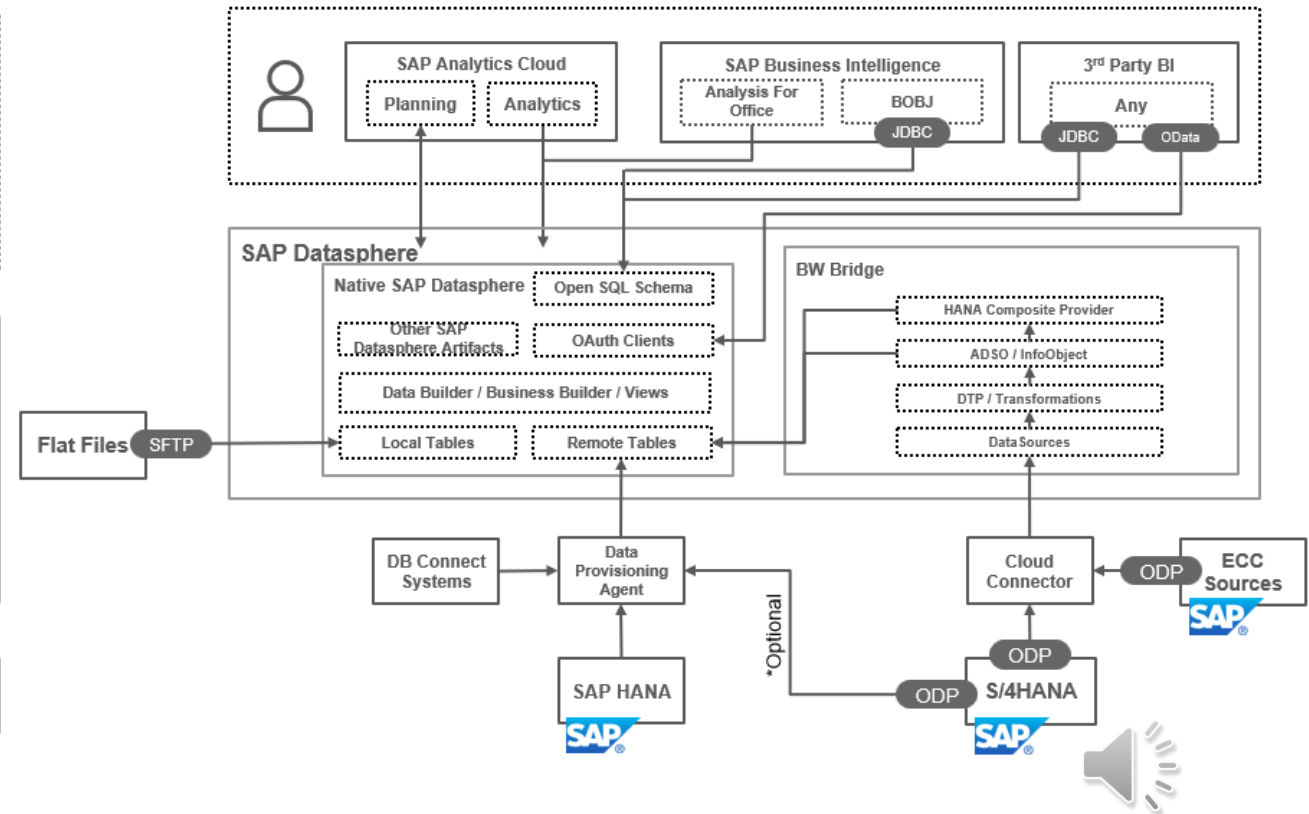 SAP Analytics Cloud
Planning
Analytics
SAP Business Intelligence
Analysis For
Office
BOBJ
JDBC
3rd Party BI
Any
JDBC
OData
SAP Datasphere
Native SAP Datasphere
Open SQL Schema
Other SAP
Datasphere Artifacts
OAuth Clients
Data Builder / Business Builder / Views
Local Tables
Remote Tables
BW Bridge
HANA Composite Provider
ADSO / InfoObject
DTP / Transformations
DataSources
Flat Files
SFTP
DB Connect
Systems
Data
Provisioning
Agent
Cloud
Connector
ODP
ECC
Sources
SAP®
*Optional
SAP HANA
SAP®
ODP
ODP
S/4HANA
SAP®